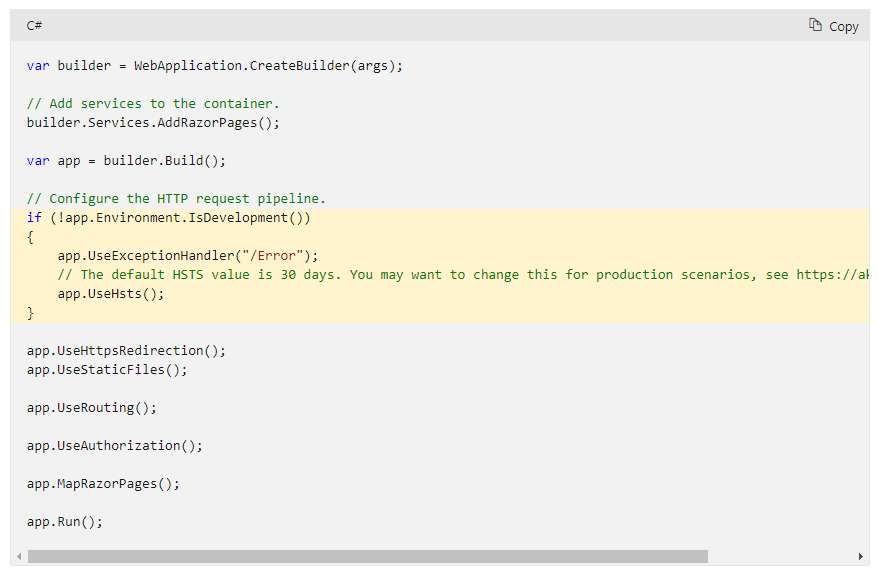 C#
Copy
var builder = WebApplication.CreateBuilder(args);
// Add services to the container.
builder.Services.AddRazorPages();
var app = builder.Build();
// Configure the HTTP request pipeline.
if (!app.Environment.IsDevelopment())
{
    app.UseExceptionHandler("/Error");
    // The default HSTS value is 30 days. You may want to change this for production scenarios, see https://ak
    app.UseHsts();
}
app.UseHttpsRedirection();
app.UseStaticFiles();
app.UseRouting();
app.UseAuthorization();
app.MapRazorPages();
app.Run();